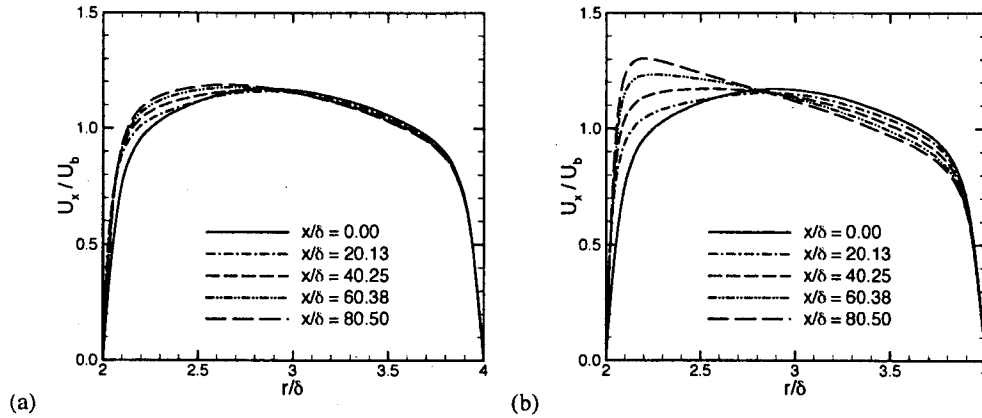 1.5
1.0
0.5
0.0
U_x / U_b
x/δ = 0.00
x/δ = 20.13
x/δ = 40.25
x/δ = 60.38
x/δ = 80.50
2
2.5
3
3.5
4
r/δ
(a)
1.5
1.0
0.5
0.0
U_x / U_b
x/δ = 0.00
x/δ = 20.13
x/δ = 40.25
x/δ = 60.38
x/δ = 80.50
2
2.5
3
3.5
r/δ
(b)